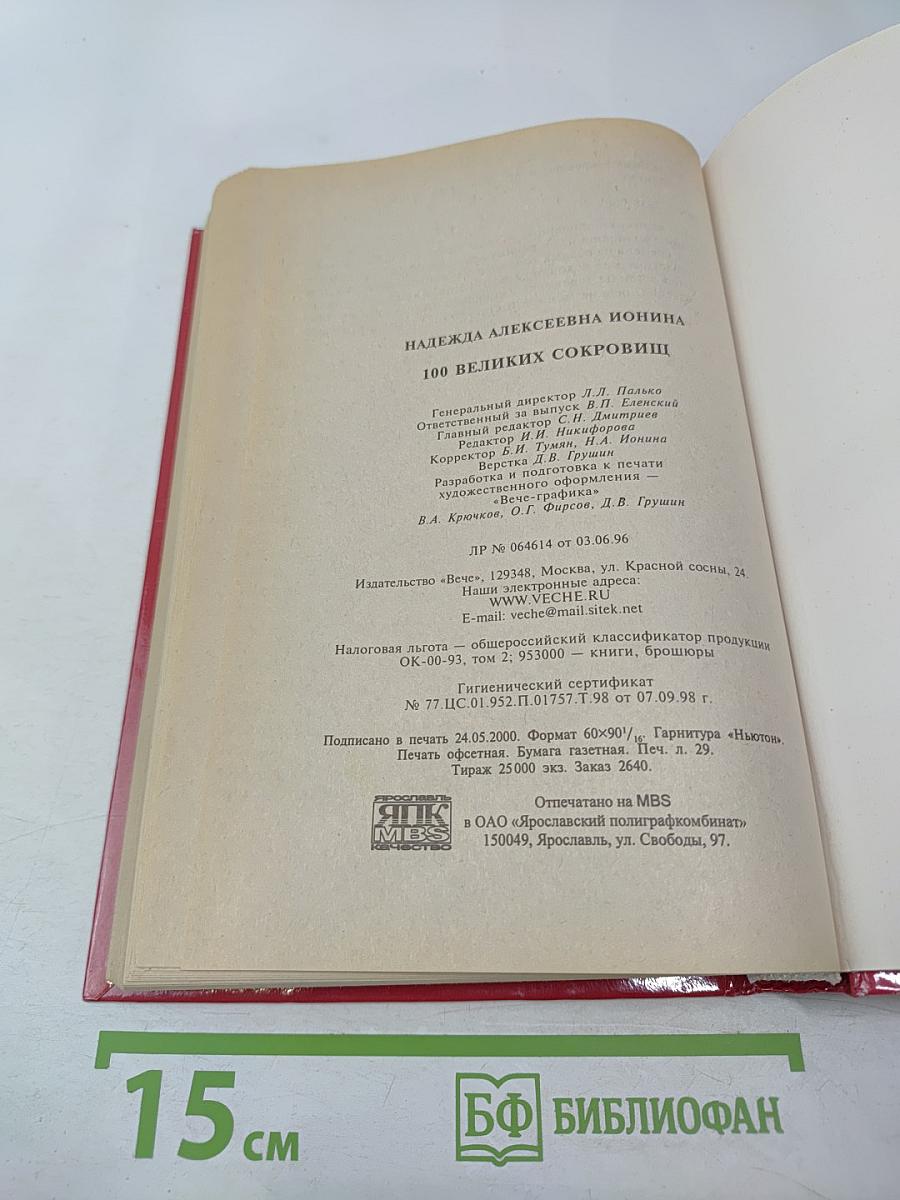 НАДЕЖДА АЛЕКСЕЕВНА ИОНИНА
100 ВЕЛИКИХ СОКРОВИЩ
Генеральный директор Л.Л. Палько
Ответственный за выпуск В.П. Еленский
Главный редактор С.Н. Дмитриев
Редактор И.И. Никифорова
Корректор Б.И. Тумян, Н.А. Ионина
Верстка Д.В. Грушин
Разработка и подготовка к печати
художественного оформления —
«Вече-графика»
В.А. Крючков, О.Г. Фирсов, Д.В. Грушин
ЛР № 064614 от 03.06.96
Издательство «Вече», 129348, Москва, ул. Красной сосны, 24.
Наши электронные адреса:
WWW.VECHE.RU
E-mail: veche@mail.sitek.net
Налоговая льгота — общероссийский классификатор продукции
ОК-00-93, том 2; 953000 — книги, брошюры
Гигиенический сертификат
№ 77.ЦС.01.952.П.01757.Т.98 от 07.09.98 г.
Подписано в печать 24.05.2000. Формат 60×90¹/₁₆. Гарнитура «Ньютон».
Печать офсетная. Бумага газетная. Печ. л. 29.
Тираж 25000 экз. Заказ 2640.
ЯРОСЛАВЛЬ
ЯПК
MBS
КАЧЕСТВО
Отпечатано на MBS
в ОАО «Ярославский полиграфкомбинат»
150049, Ярославль, ул. Свободы, 97.
15 см
БФ БИБЛИОФАН